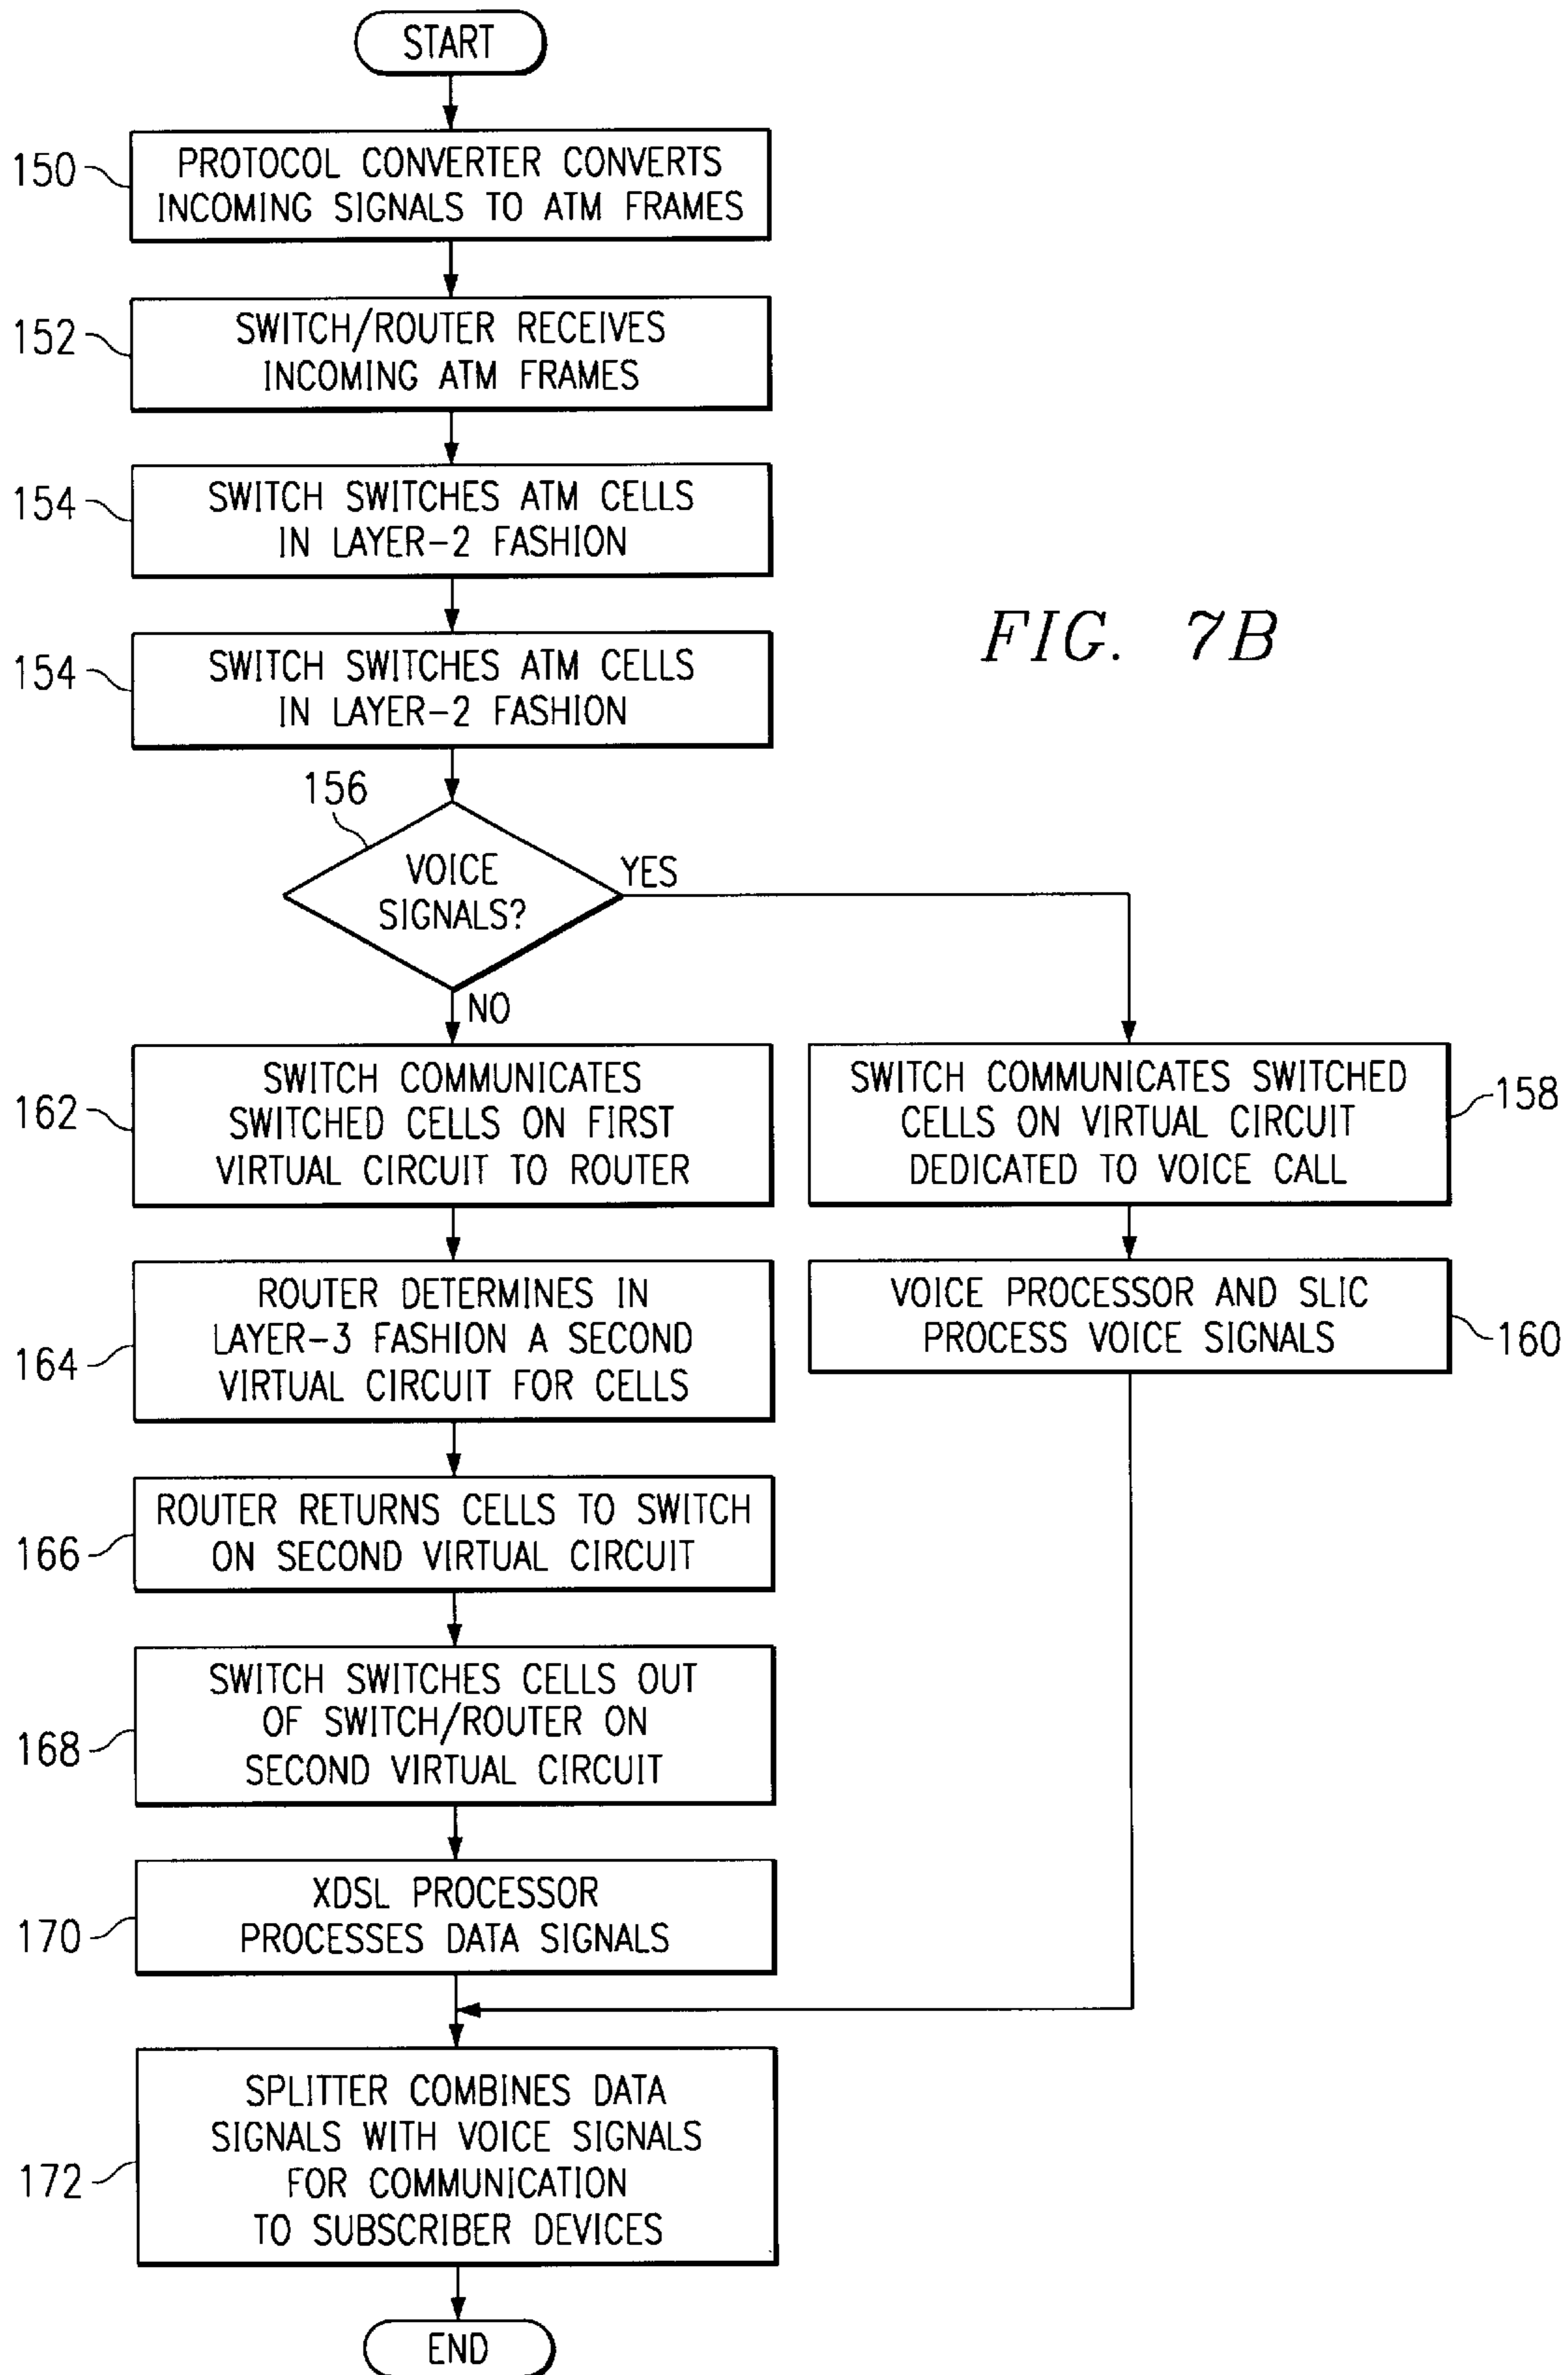 START
150
PROTOCOL CONVERTER CONVERTS
INCOMING SIGNALS TO ATM FRAMES
152
SWITCH/ROUTER RECEIVES
INCOMING ATM FRAMES
154
SWITCH SWITCHES ATM CELLS
IN LAYER-2 FASHION
154
SWITCH SWITCHES ATM CELLS
IN LAYER-2 FASHION
FIG. 7B
156
VOICE
SIGNALS?
YES
NO
162
SWITCH COMMUNICATES
SWITCHED CELLS ON FIRST
VIRTUAL CIRCUIT TO ROUTER
SWITCH COMMUNICATES SWITCHED
CELLS ON VIRTUAL CIRCUIT
DEDICATED TO VOICE CALL
158
164
ROUTER DETERMINES IN
LAYER-3 FASHION A SECOND
VIRTUAL CIRCUIT FOR CELLS
VOICE PROCESSOR AND SLIC
PROCESS VOICE SIGNALS
160
166
ROUTER RETURNS CELLS TO SWITCH
ON SECOND VIRTUAL CIRCUIT
168
SWITCH SWITCHES CELLS OUT
OF SWITCH/ROUTER ON
SECOND VIRTUAL CIRCUIT
170
XDSL PROCESSOR
PROCESSES DATA SIGNALS
172
SPLITTER COMBINES DATA
SIGNALS WITH VOICE SIGNALS
FOR COMMUNICATION
TO SUBSCRIBER DEVICES
END